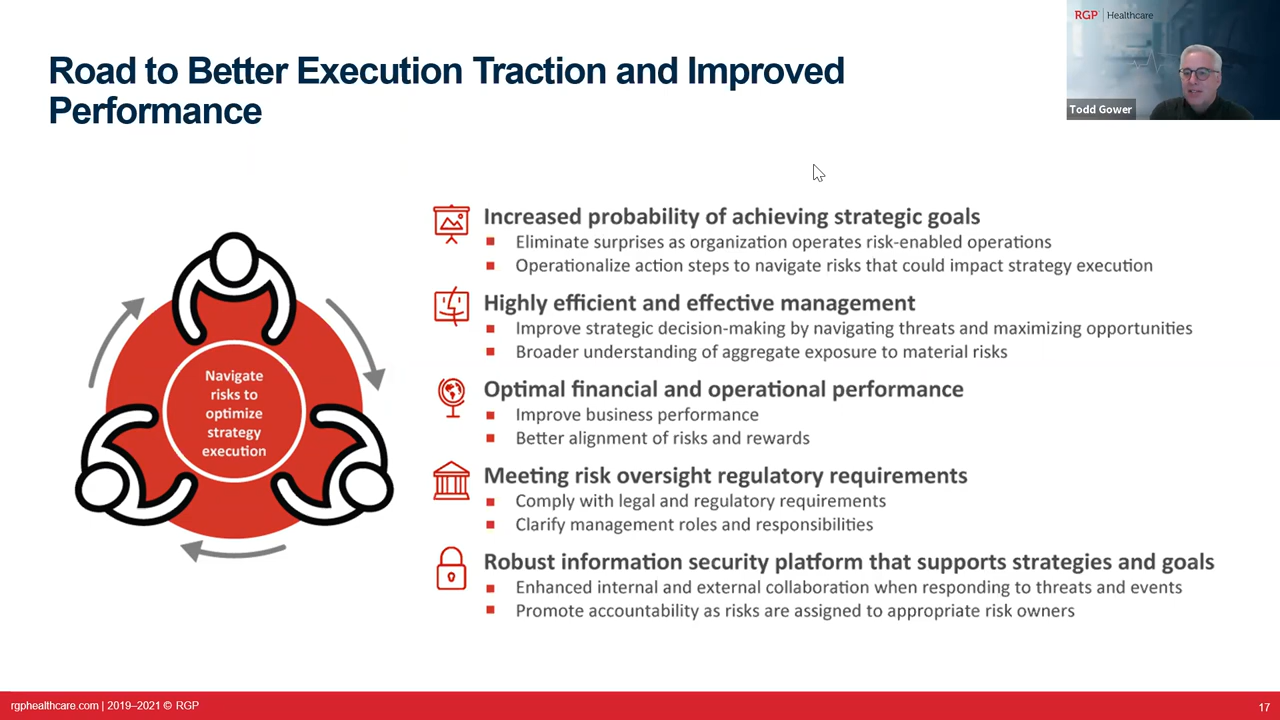 RGP | Healthcare
Todd Gower
Road to Better Execution Traction and Improved
Performance
Navigate
risks to
optimize
strategy
execution
Increased probability of achieving strategic goals
Eliminate surprises as organization operates risk-enabled operations
Operationalize action steps to navigate risks that could impact strategy execution
Highly efficient and effective management
Improve strategic decision-making by navigating threats and maximizing opportunities
Broader understanding of aggregate exposure to material risks
Optimal financial and operational performance
Improve business performance
Better alignment of risks and rewards
Meeting risk oversight regulatory requirements
Comply with legal and regulatory requirements
Clarify management roles and responsibilities
Robust information security platform that supports strategies and goals
Enhanced internal and external collaboration when responding to threats and events
Promote accountability as risks are assigned to appropriate risk owners
rgphealthcare.com | 2019–2021 © RGP
17